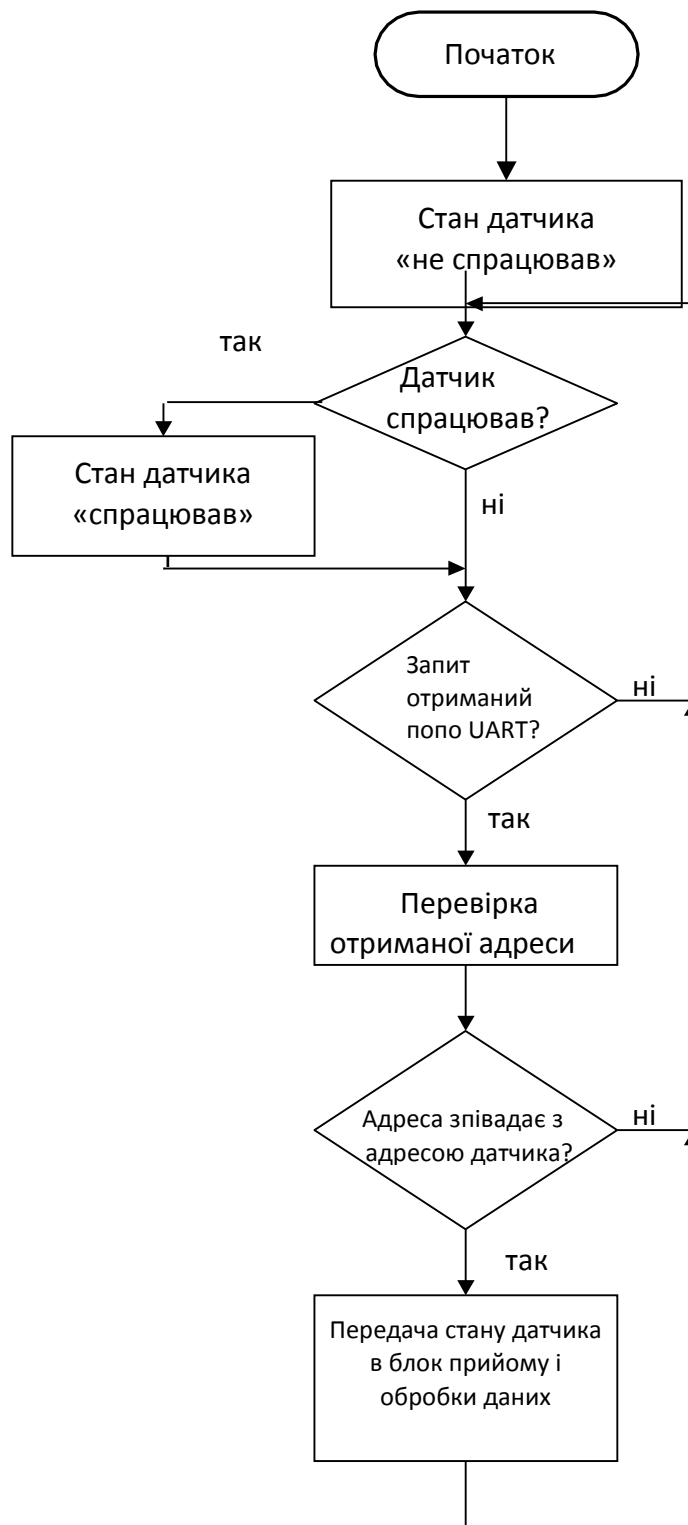 Початок
Стан датчика
«не спрацював»
так
Датчик
спрацював?
Стан датчика
«спрацював»
ні
Запит
отриманий
попо UART?
ні
так
Перевірка
отриманої адреси
Адреса зпівадає з
адресою датчика?
ні
так
Передача стану датчика
в блок прийому і
обробки даних